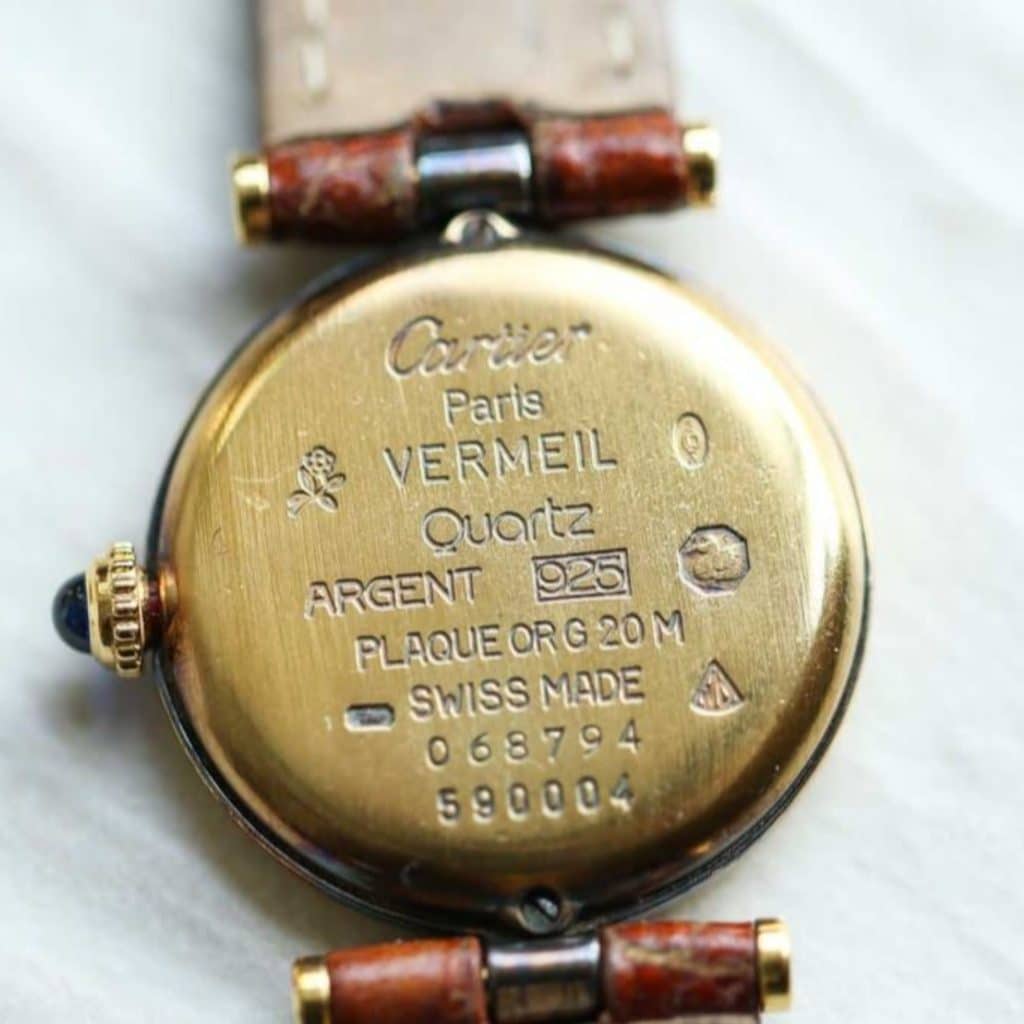 Cartier
Paris
VERMEIL
Quartz
ARGENT 925
PLAQUE OR G 20 M
SWISS MADE
068794
590004